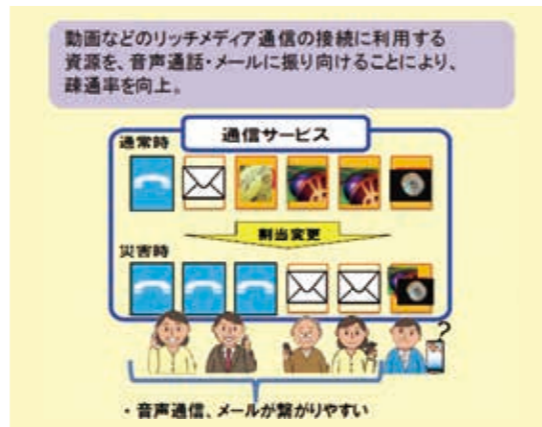 動画などのリッチメディア通信の接続に利用する
資源を、音声通話・メールに振り向けることにより、
疎通率を向上。
通信サービス
通常時
割当変更
災害時
?
・音声通信、メールが繋がりやすい